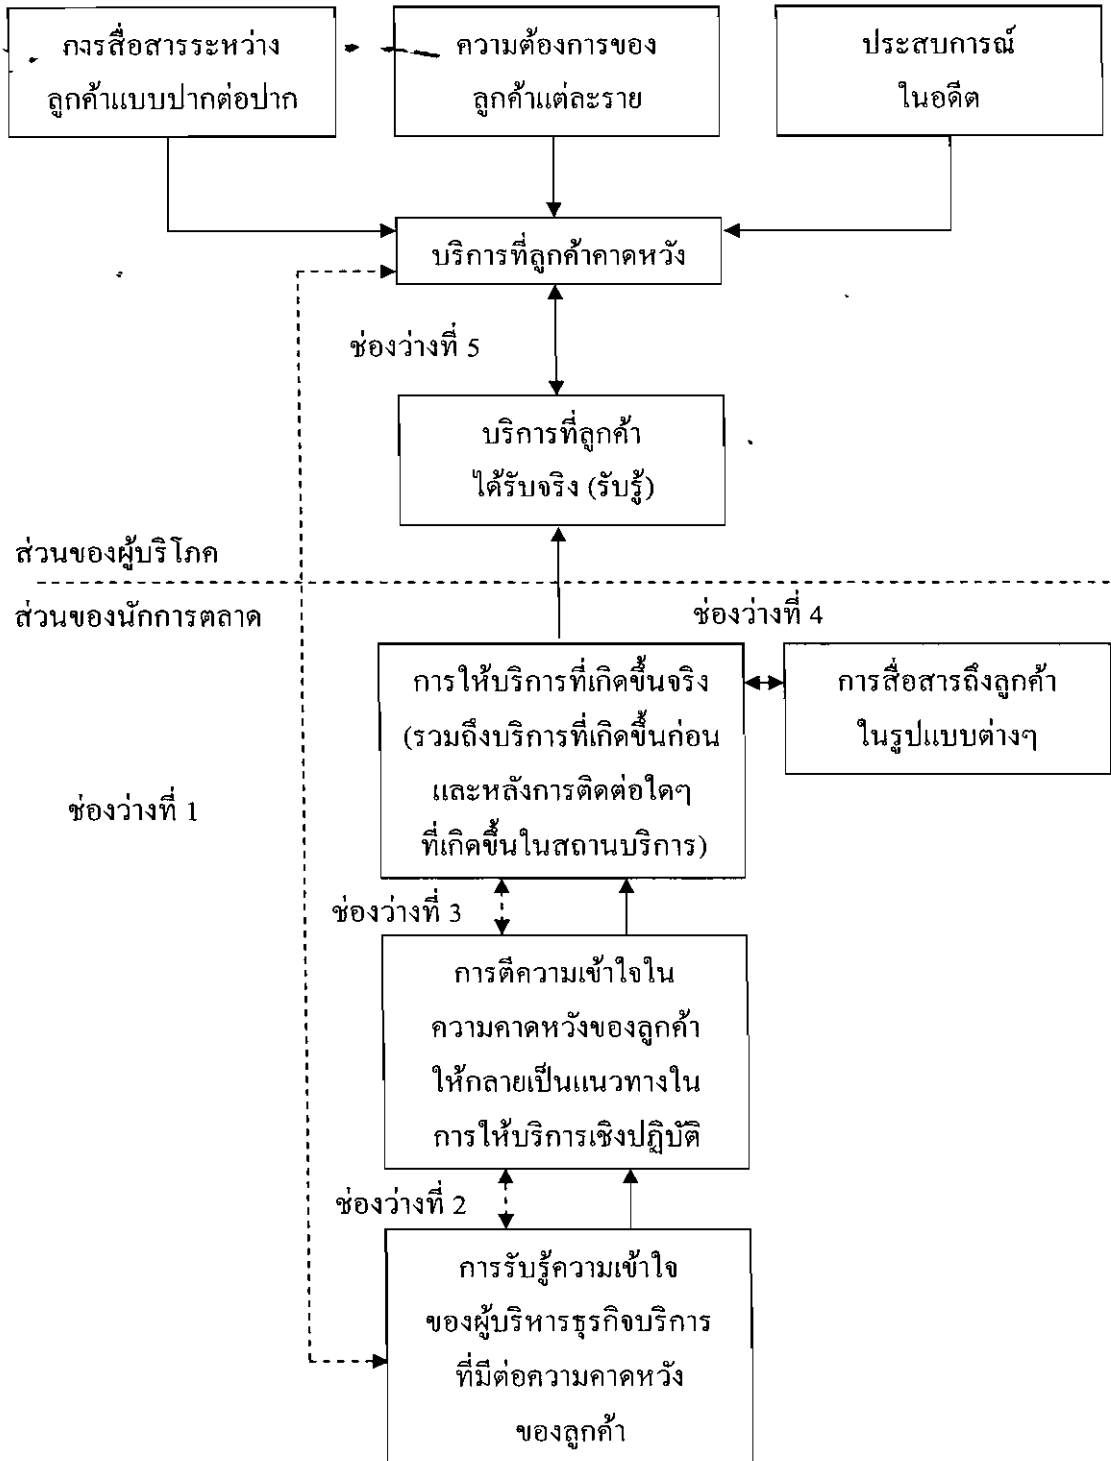 การสื่อสารระหว่าง
ลูกค้าแบบปากต่อปาก
ความต้องการของ
ลูกค้าแต่ละราย
ประสบการณ์
ในอดีต
บริการที่ลูกค้าคาดหวัง
ช่องว่างที่ 5
บริการที่ลูกค้า
ได้รับจริง (รับรู้)
ส่วนของผู้บริโภค
ส่วนของนักการตลาด
ช่องว่างที่ 4
การให้บริการที่เกิดขึ้นจริง
(รวมถึงบริการที่เกิดขึ้นก่อน
และหลังการติดต่อใดๆ
ที่เกิดขึ้นในสถานบริการ)
การสื่อสารถึงลูกค้า
ในรูปแบบต่างๆ
ช่องว่างที่ 1
ช่องว่างที่ 3
การตีความเข้าใจใน
ความคาดหวังของลูกค้า
ให้กลายเป็นแนวทางใน
การให้บริการเชิงปฏิบัติ
ช่องว่างที่ 2
การรับรู้ความเข้าใจ
ของผู้บริหารธุรกิจบริการ
ที่มีต่อความคาดหวัง
ของลูกค้า